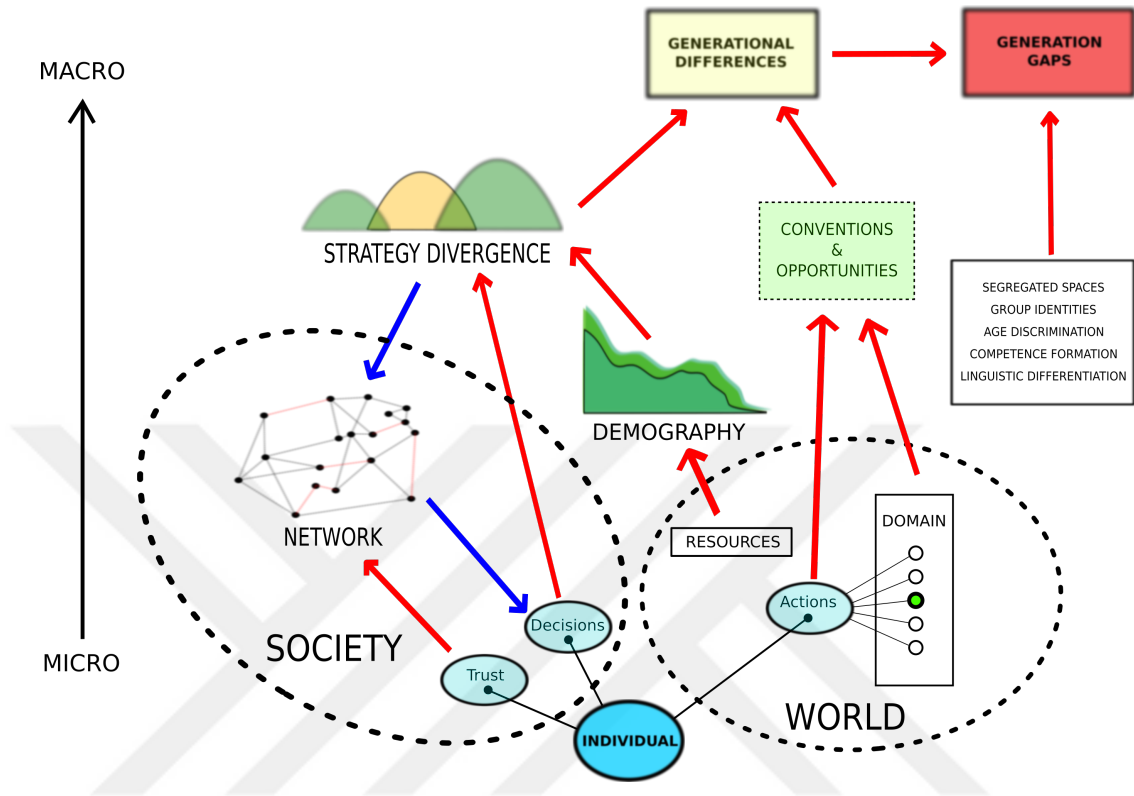 MACRO
GENERATIONAL
DIFFERENCES
GENERATION
GAPS
STRATEGY DIVERGENCE
CONVENTIONS
&
OPPORTUNITIES
SEGREGATED SPACES
GROUP IDENTITIES
AGE DISCRIMINATION
COMPETENCE FORMATION
LINGUISTIC DIFFERENTIATION
DEMOGRAPHY
NETWORK
RESOURCES
DOMAIN
Actions
Decisions
SOCIETY
Trust
MICRO
WORLD
INDIVIDUAL